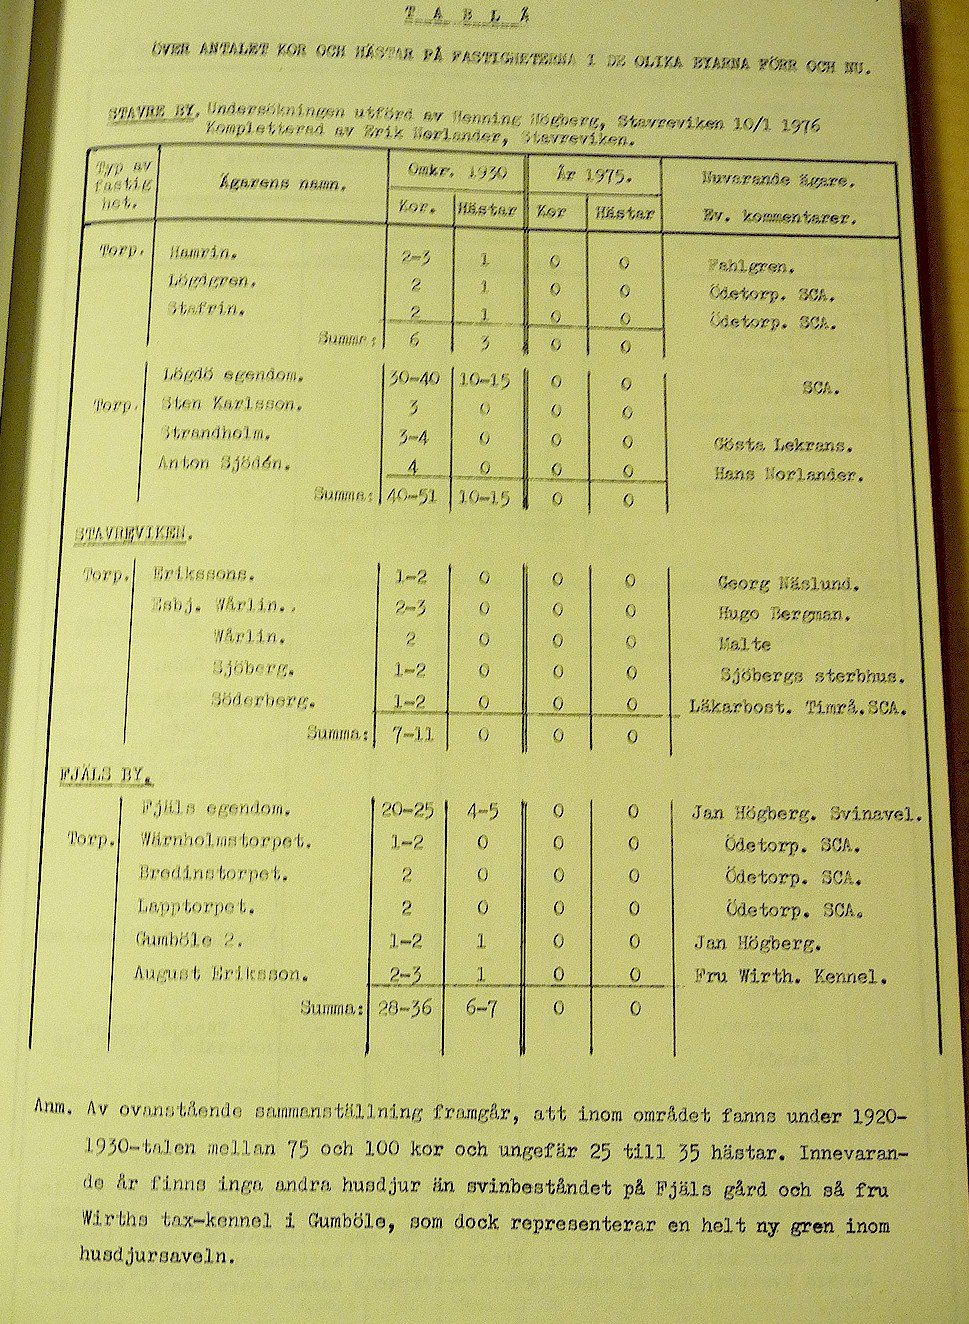 T A B L Å
ÖVER ANTALET KOR OCH HÄSTAR PÅ FASTIGHETERNA I DE OLIKA BYARNA FÖRR OCH NU.
STAVRE BY. Undersökningen utförd av Henning Högberg, Stavreviken 10/1 1976
Kompletterad av Erik Norlander, Stavreviken.
Typ av fastighet. Ägarens namn. Omkr. 1930 År 1975. Nuvarande ägare.
Kor. Hästar Kor Hästar Ev. kommentarer.
Torp. Hamrin. 2-3 1 0 0 Fahlgren.
Lögdgren. 2 1 0 0 Ödetorp. SCA.
Stafrin. 2 1 0 0 Ödetorp. SCA.
Summa: 6 3 0 0
Lögdö egendom. 30-40 10-15 0 0 SCA.
Torp. Sten Karlsson. 3 0 0 0
Strandholm. 3-4 0 0 0 Gösta Lekrans.
Anton Sjödén. 4 0 0 0 Hans Norlander.
Summa: 40-51 10-15 0 0
STAVREVIKEN.
Torp. Erikssons. 1-2 0 0 0 Georg Näslund.
Esbj. Wårlin.. 2-3 0 0 0 Hugo Bergman.
Wårlin. 2 0 0 0 Malte
Sjöberg. 1-2 0 0 0 Sjöbergs sterbhus.
Söderberg. 1-2 0 0 0 Läkarbost. Timrå.SCA.
Summa: 7-11 0 0 0
FJÄLS BY.
Fjäls egendom. 20-25 4-5 0 0 Jan Högberg. Svinavel.
Torp. Wärnholmstorpet. 1-2 0 0 0 Ödetorp. SCA.
Bredinstorpet. 2 0 0 0 Ödetorp. SCA.
Lapptorpet. 2 0 0 0 Ödetorp. SCA.
Gumböle 2. 1-2 1 0 0 Jan Högberg.
August Eriksson. 2-3 1 0 0 Fru Wirth. Kennel.
Summa: 28-36 6-7 0 0
Anm. Av ovanstående sammanställning framgår, att inom området fanns under 1920-
1930-talen mellan 75 och 100 kor och ungefär 25 till 35 hästar. Innevaran-
de år finns inga andra husdjur än svinbeståndet på Fjäls gård och så fru
Wirths tax-kennel i Gumböle, som dock representerar en helt ny gren inom
husdjursaveln.